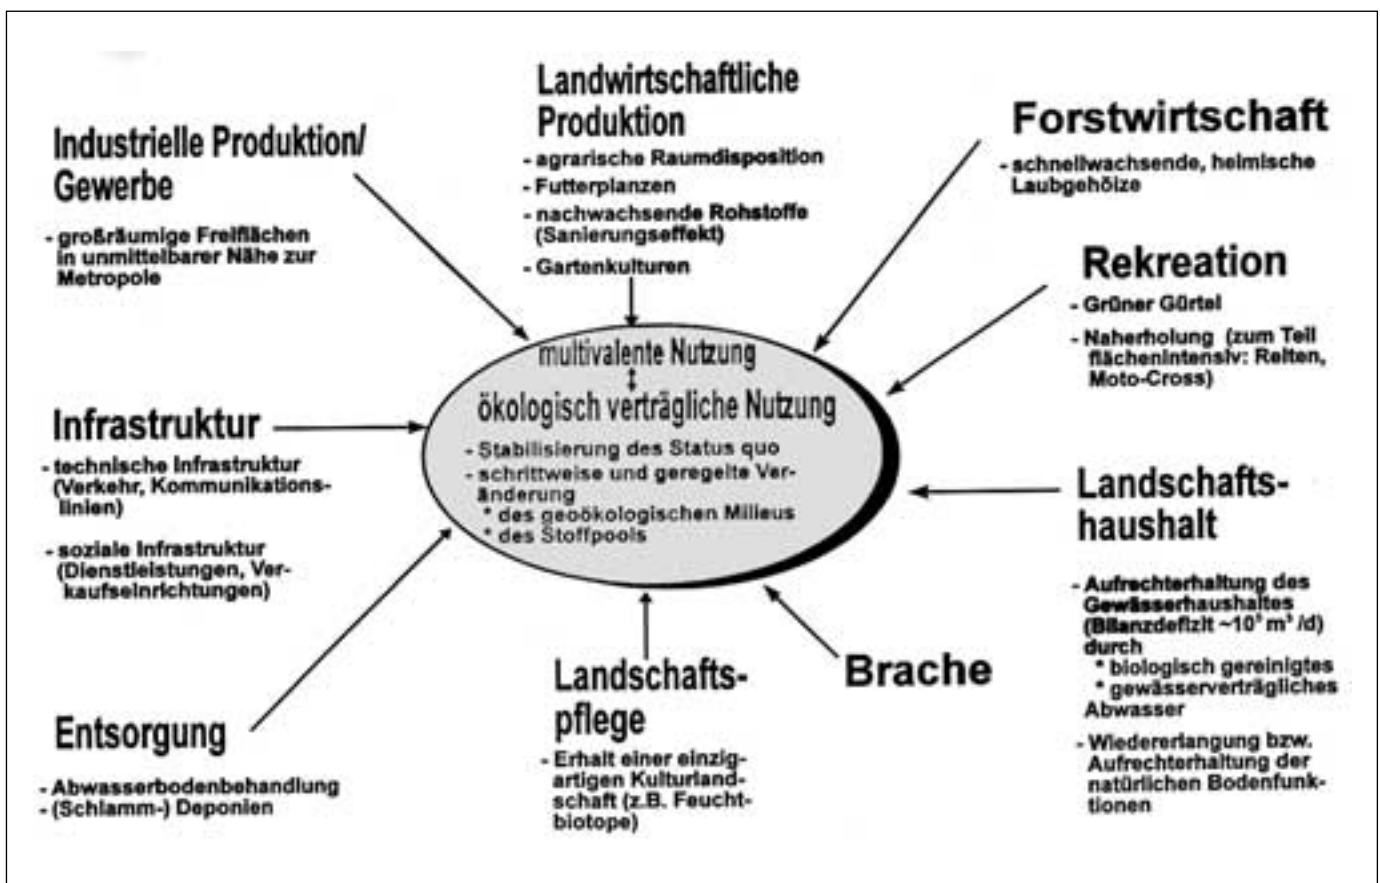 Industrielle Produktion/
Gewerbe
- großräumige Freiflächen
in unmittelbarer Nähe zur
Metropole
Landwirtschaftliche
Produktion
- agrarische Raumdisposition
- Futterplanzen
- nachwachsende Rohstoffe
(Sanierungseffekt)
- Gartenkulturen
Forstwirtschaft
- schnellwachsende, heimische
Laubgehölze
Rekreation
- Grüner Gürtel
- Naherholung (zum Teil
flächenintensiv: Reiten,
Moto-Cross)
multivalente Nutzung
ökologisch verträgliche Nutzung
- Stabilisierung des Status quo
- schrittweise und geregelte Ver-
änderung
* des geoökologischen Milieus
* des Stoffpools
Infrastruktur
- technische Infrastruktur
(Verkehr, Kommunikations-
linien)
- soziale Infrastruktur
(Dienstleistungen, Ver-
kaufseinrichtungen)
Landschafts-
haushalt
- Aufrechterhaltung des
Gewässerhaushaltes
(Bilanzdefizit ~10⁵ m³ /d)
durch
* biologisch gereinigtes
* gewässerverträgliches
Abwasser
- Wiedererlangung bzw.
Aufrechterhaltung der
natürlichen Bodenfunk-
tionen
Entsorgung
- Abwasserbodenbehandlung
- (Schlamm-) Deponien
Landschafts-
pflege
- Erhalt einer einzig-
artigen Kulturland-
schaft (z.B. Feucht-
biotope)
Brache